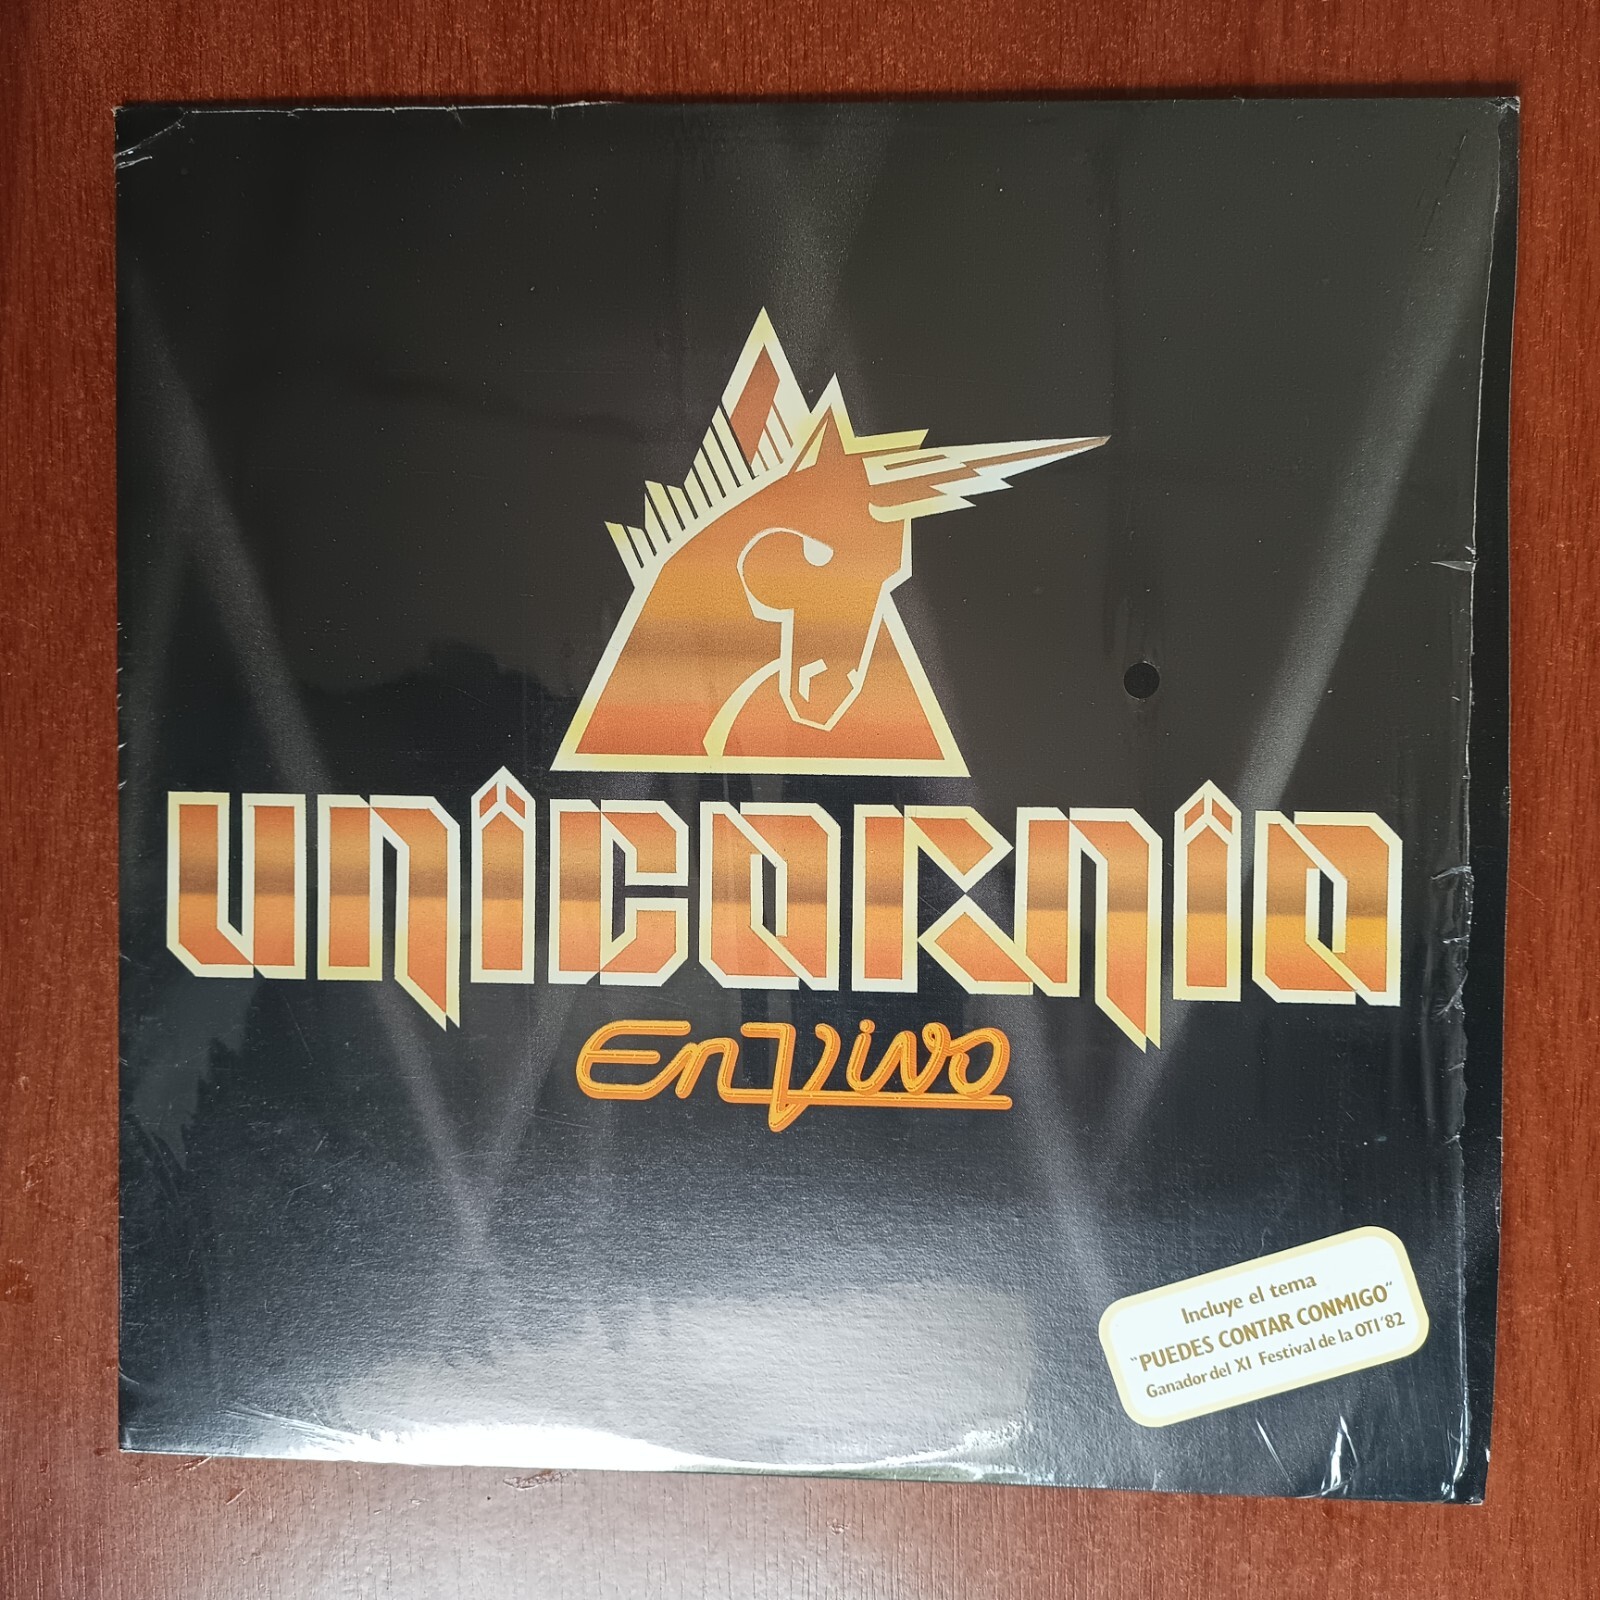 UNICORNIO
En Vivo
Incluye el tema
"PUEDES CONTAR CONMIGO"
Ganador del XI Festival de la OTI'82